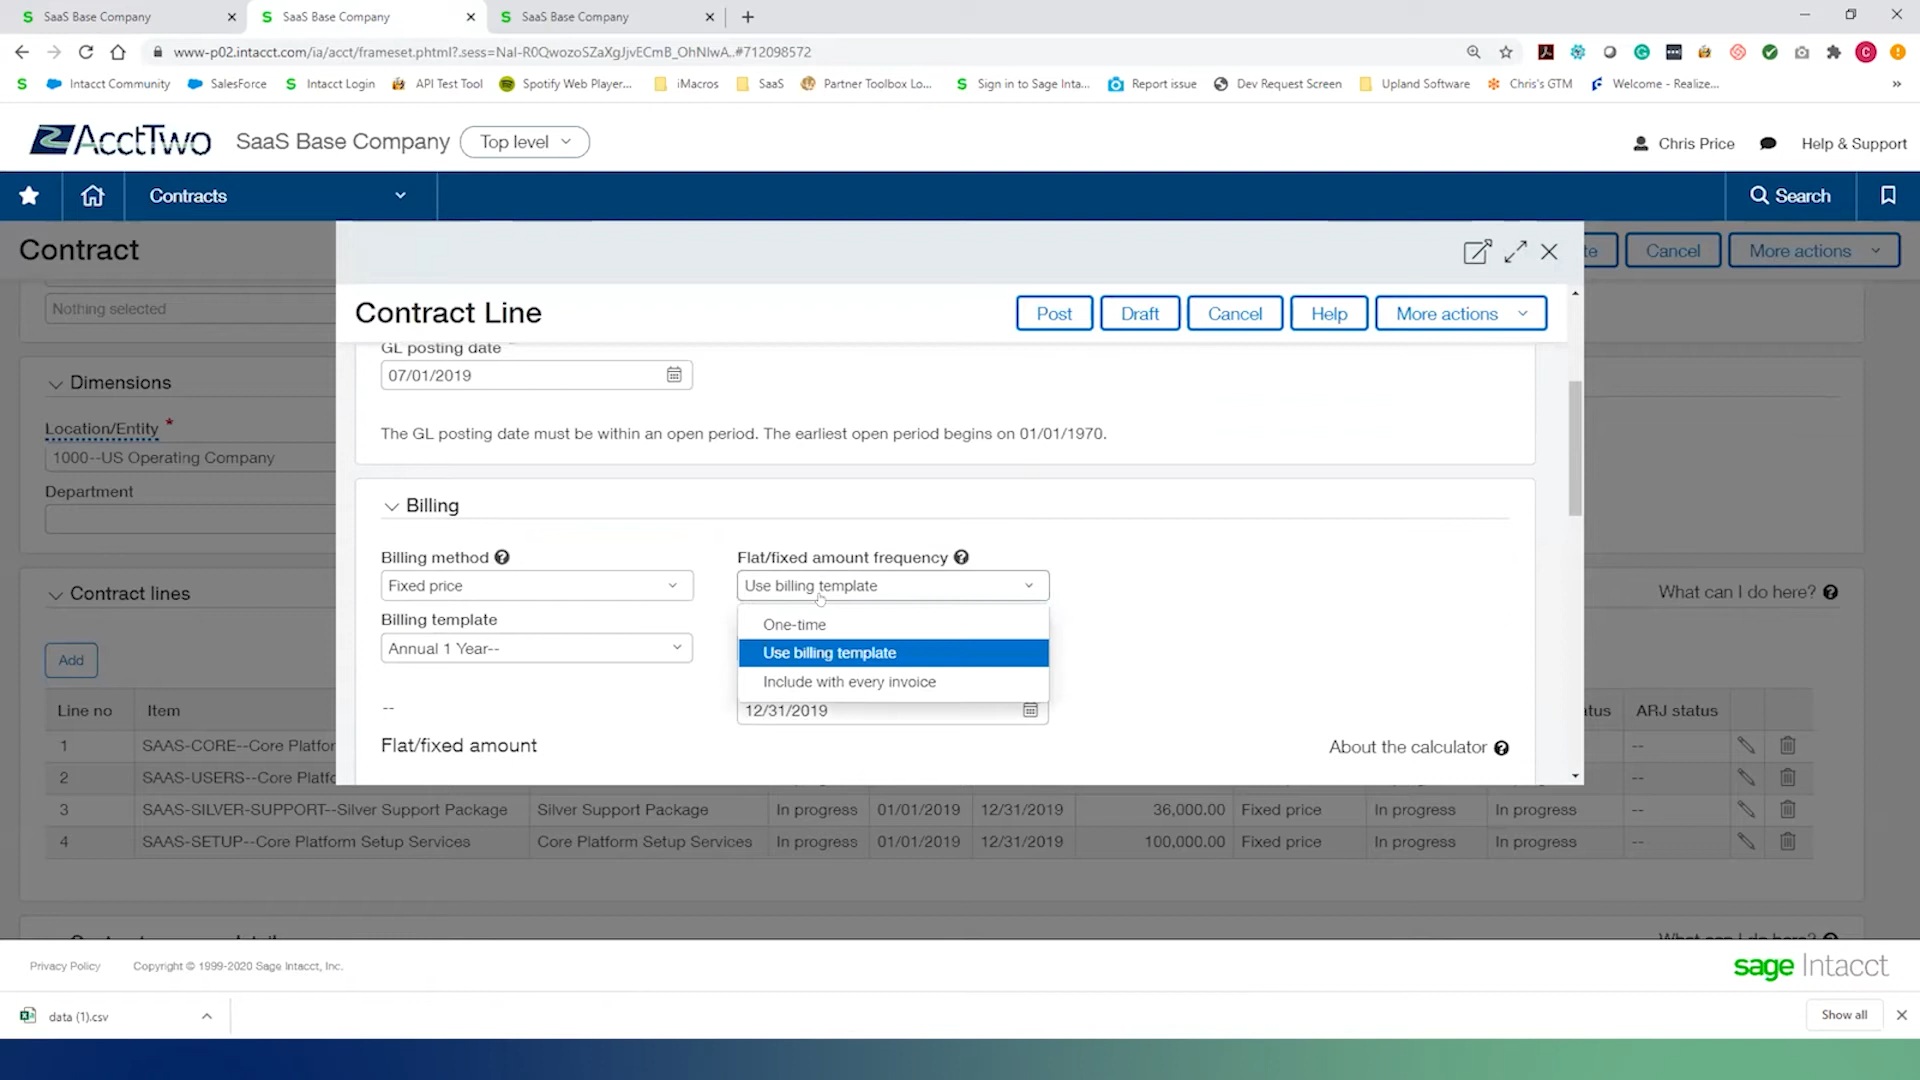 SaaS Base Company
SaaS Base Company
SaaS Base Company
www-p02.intacct.com/ia/acct/frameset.phtml?.sess=NaI-R0QwozoSZaXgJjvECmB_OhNIwA..#712098572
Intacct Community
SalesForce
Intacct Login
API Test Tool
Spotify Web Player...
iMacros
SaaS
Partner Toolbox Lo...
Sign in to Sage Inta...
Report issue
Dev Request Screen
Upland Software
Chris's GTM
Welcome - Realize...
AcctTwo
SaaS Base Company
Top level
Chris Price
Help & Support
Contracts
Search
Contract
te
Cancel
More actions
Nothing selected
Contract Line
Post
Draft
Cancel
Help
More actions
GL posting date
07/01/2019
The GL posting date must be within an open period. The earliest open period begins on 01/01/1970.
Dimensions
Location/Entity *
1000--US Operating Company
Department
Billing
Billing method
Fixed price
Flat/fixed amount frequency
Use billing template
One-time
Use billing template
Include with every invoice
Billing template
Annual 1 Year--
--
12/31/2019
Flat/fixed amount
About the calculator
Contract lines
What can I do here?
Add
Line no Item tus ARJ status
1 SAAS-CORE--Core Platfor --
2 SAAS-USERS--Core Platfo --
3 SAAS-SILVER-SUPPORT--Silver Support Package Silver Support Package In progress 01/01/2019 12/31/2019 36,000.00 Fixed price In progress In progress --
4 SAAS-SETUP--Core Platform Setup Services Core Platform Setup Services In progress 01/01/2019 12/31/2019 100,000.00 Fixed price In progress In progress --
What can I do here?
Privacy Policy
Copyright © 1999-2020 Sage Intacct, Inc.
sage Intacct
data (1).csv
Show all